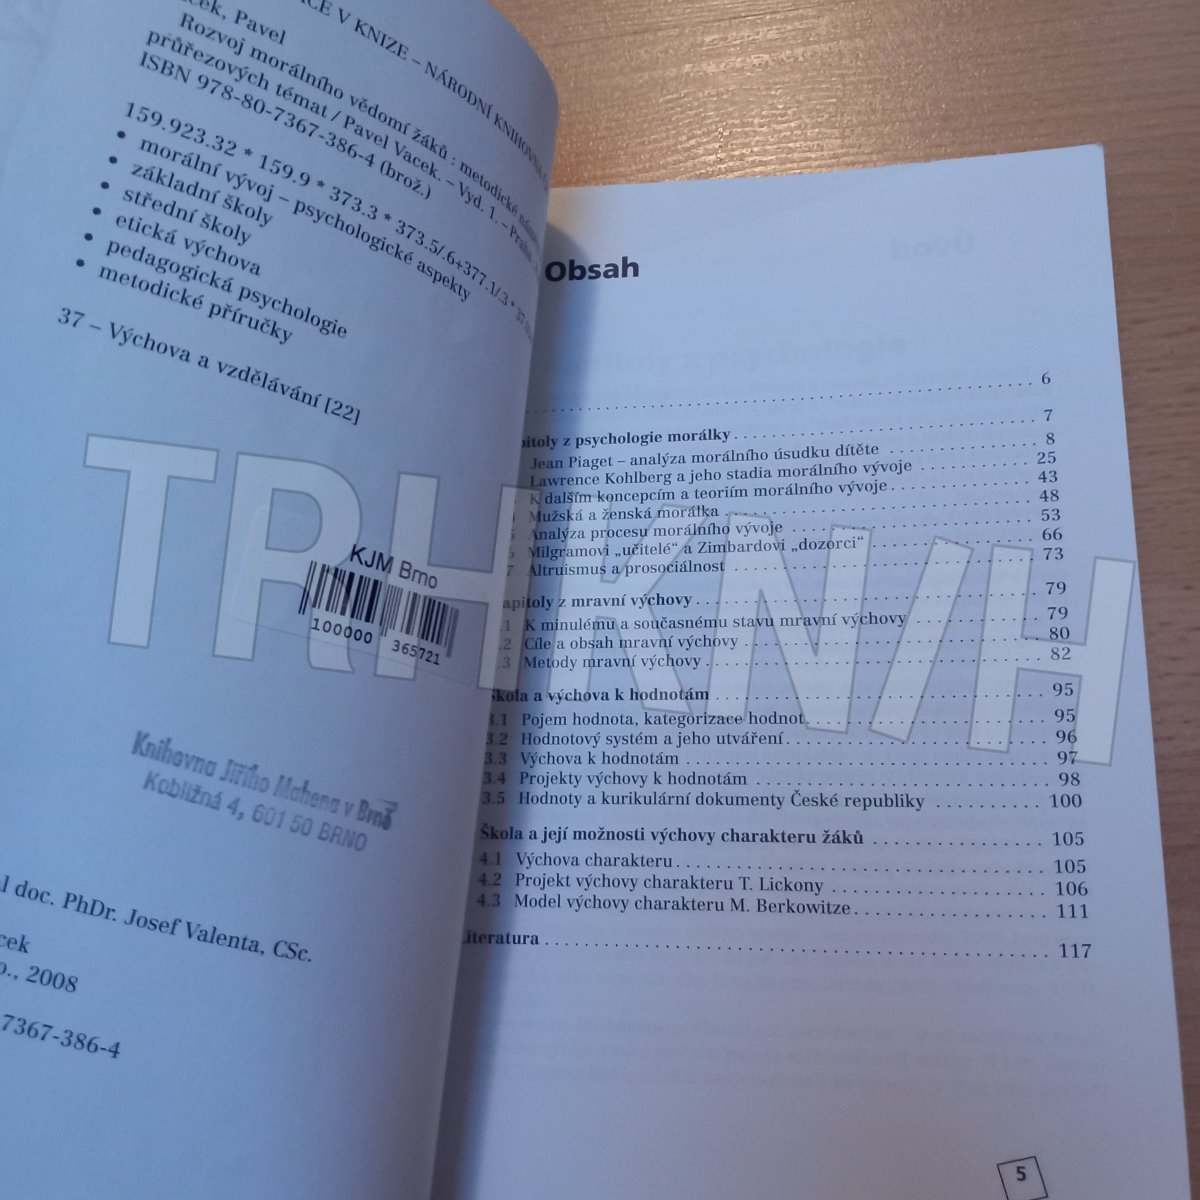 V KNIZE – NÁRODNÍ KNIHOVNA
Pavel
Rozvoj morálního vědomí žáků : metodické
průřezových témat / Pavel Vacek. – Vyd. 1. –
ISBN 978-80-7367-386-4 (brož.)
159.923.32 * 159.9 * 373.3 * 373.5/.6+377.1/.3 * 37
• morální vývoj – psychologické aspekty
• základní školy
• střední školy
• etická výchova
• pedagogická psychologie
• metodické příručky
37 – Výchova a vzdělávání [22]
KJM Brno
100000 365721
Knihovna Jiřího Mahena v Brně
Kobližná 4, 601 50 BRNO
doc. PhDr. Josef Valenta, CSc.
2008
7367-386-4
Obsah
6
z psychologie morálky 7
Jean Piaget – analýza morálního úsudku dítěte 8
Lawrence Kohlberg a jeho stadia morálního vývoje 25
K dalším koncepcím a teoriím morálního vývoje 43
Mužská a ženská morálka 48
Analýza procesu morálního vývoje 53
Milgramovi „učitelé“ a Zimbardovi „dozorci“ 66
7 Altruismus a prosociálnost 73
z mravní výchovy 79
.1 K minulému a současnému stavu mravní výchovy 79
.2 Cíle a obsah mravní výchovy 80
.3 Metody mravní výchovy 82
Škola a výchova k hodnotám 95
3.1 Pojem hodnota, kategorizace hodnot 95
3.2 Hodnotový systém a jeho utváření 96
3.3 Výchova k hodnotám 97
3.4 Projekty výchovy k hodnotám 98
3.5 Hodnoty a kurikulární dokumenty České republiky 100
Škola a její možnosti výchovy charakteru žáků 105
4.1 Výchova charakteru 105
4.2 Projekt výchovy charakteru T. Lickony 106
4.3 Model výchovy charakteru M. Berkowitze 111
Literatura 117
5
TRHKNIH